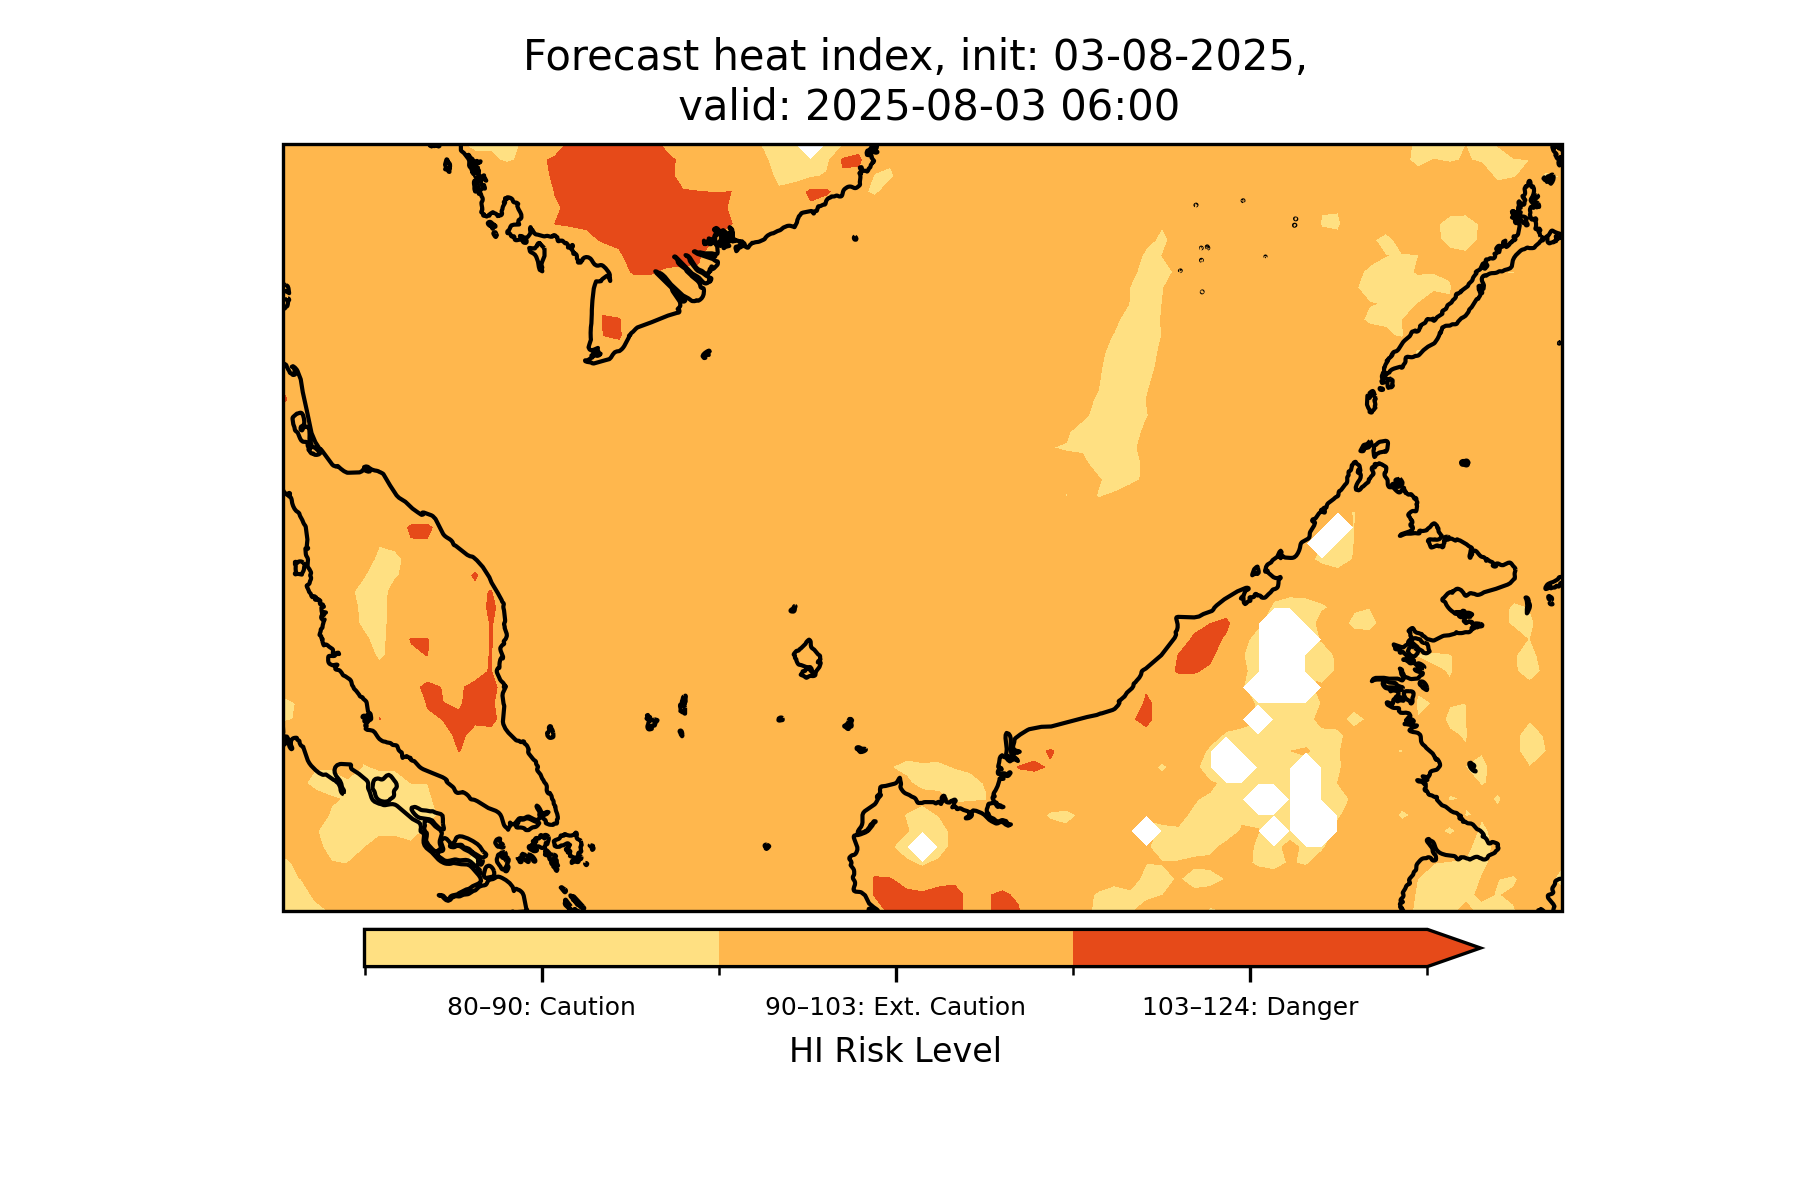 Forecast heat index, init: 03-08-2025,
valid: 2025-08-03 06:00
80–90: Caution
90–103: Ext. Caution
103–124: Danger
HI Risk Level